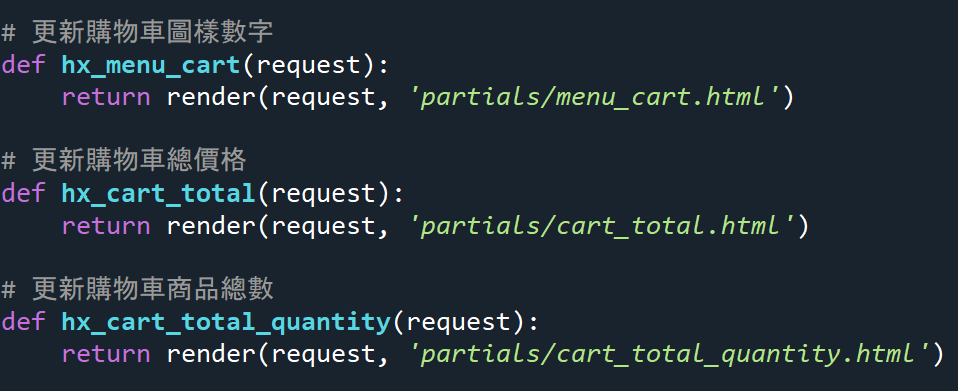 # 更新購物車圖樣數字
def hx_menu_cart(request):
    return render(request, 'partials/menu_cart.html')
# 更新購物車總價格
def hx_cart_total(request):
    return render(request, 'partials/cart_total.html')
# 更新購物車商品總數
def hx_cart_total_quantity(request):
    return render(request, 'partials/cart_total_quantity.html')